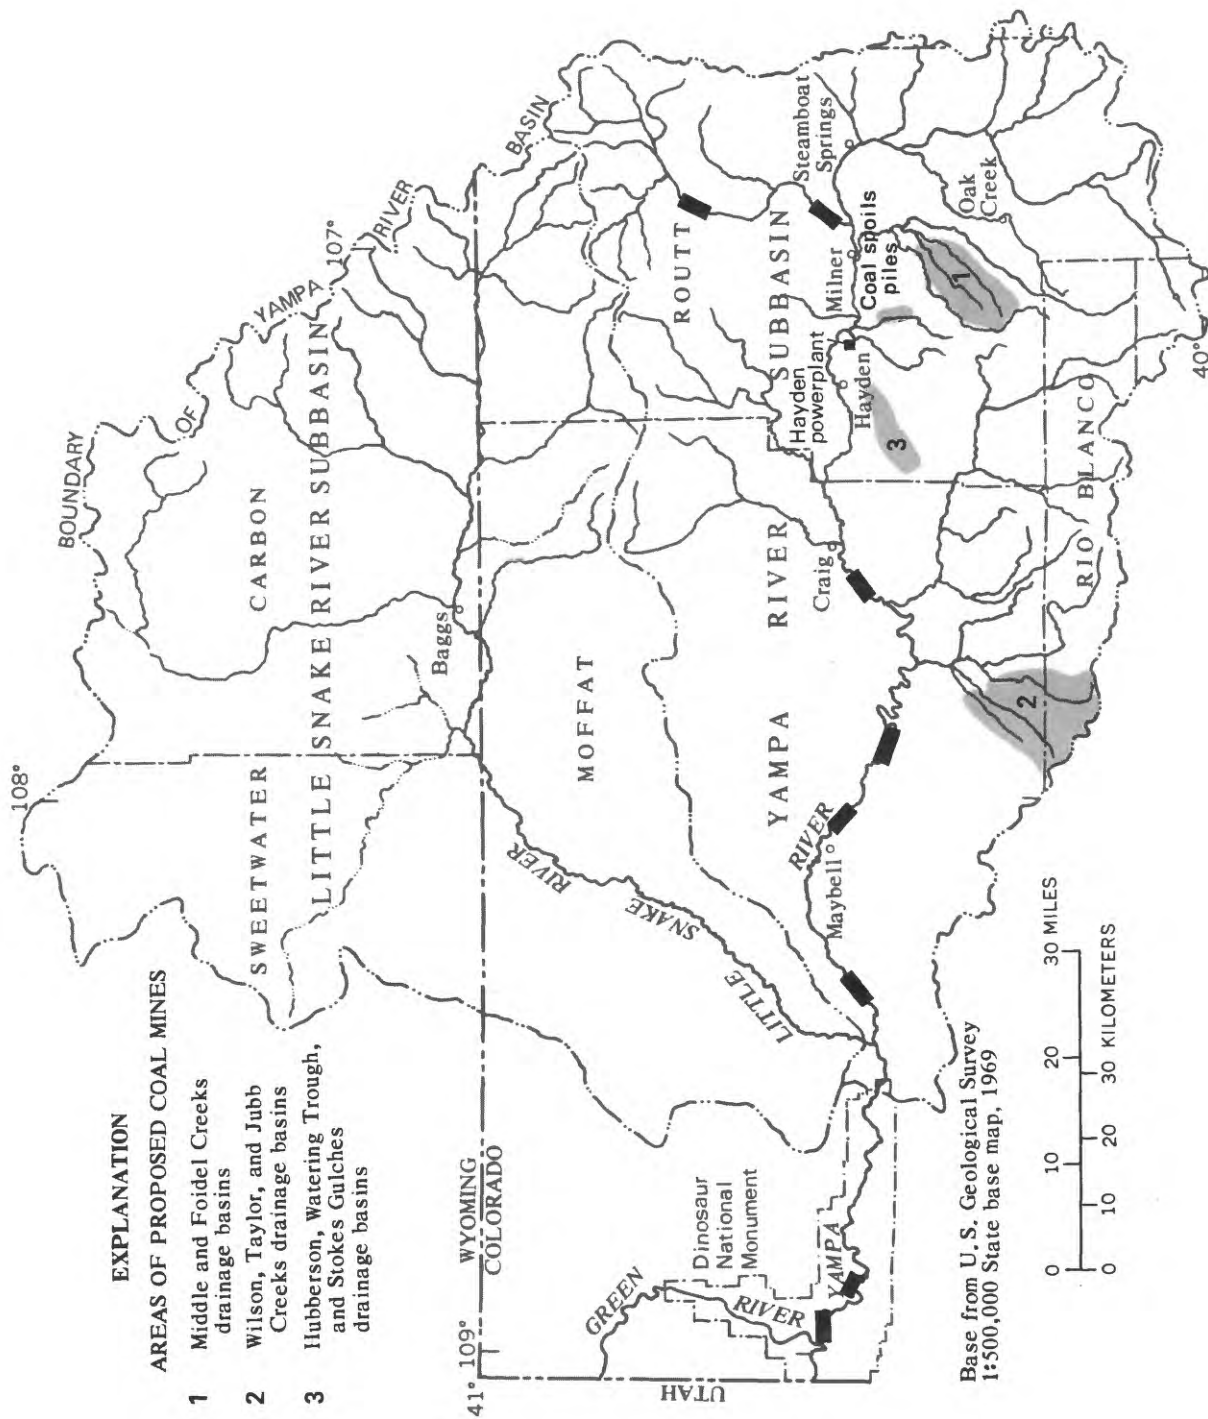 EXPLANATION
AREAS OF PROPOSED COAL MINES
1 Middle and Foidel Creeks
drainage basins
2 Wilson, Taylor, and Jubb
Creeks drainage basins
3 Hubberson, Watering Trough,
and Stokes Gulches
drainage basins
108°
BOUNDARY
OF
YAMPA
RIVER
BASIN
107°
SWEETWATER
CARBON
LITTLE SNAKE RIVER SUBBASIN
Baggs
41°
109°
WYOMING
COLORADO
UTAH
GREEN
RIVER
Dinosaur
National
Monument
YAMPA
LITTLE
SNAKE
RIVER
MOFFAT
ROUTT
YAMPA RIVER SUBBASIN
RIVER
Maybell
Craig
Hayden
powerplant
Hayden
Milner
Coal spoils
piles
Steamboat
Springs
Oak
Creek
1
2
3
RIO BLANCO
40°
Base from U. S. Geological Survey
1:500,000 State base map, 1969
0 10 20 30 MILES
0 10 20 30 KILOMETERS